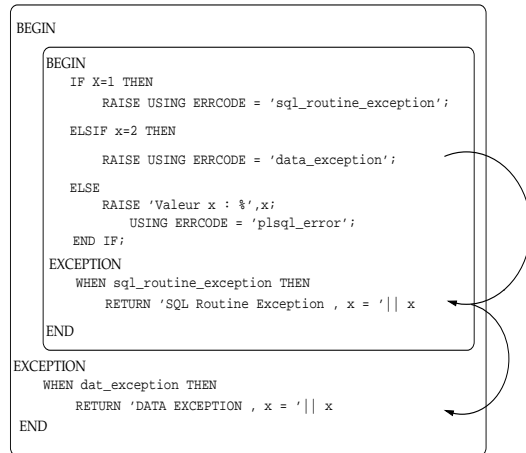 BEGIN
BEGIN
IF X=1 THEN
RAISE USING ERRCODE = 'sql_routine_exception';
ELSIF x=2 THEN
RAISE USING ERRCODE = 'data_exception';
ELSE
RAISE 'Valeur x : %',x;
USING ERRCODE = 'plsql_error';
END IF;
EXCEPTION
WHEN sql_routine_exception THEN
RETURN 'SQL Routine Exception , x = '|| x
END
EXCEPTION
WHEN dat_exception THEN
RETURN 'DATA EXCEPTION , x = '|| x
END